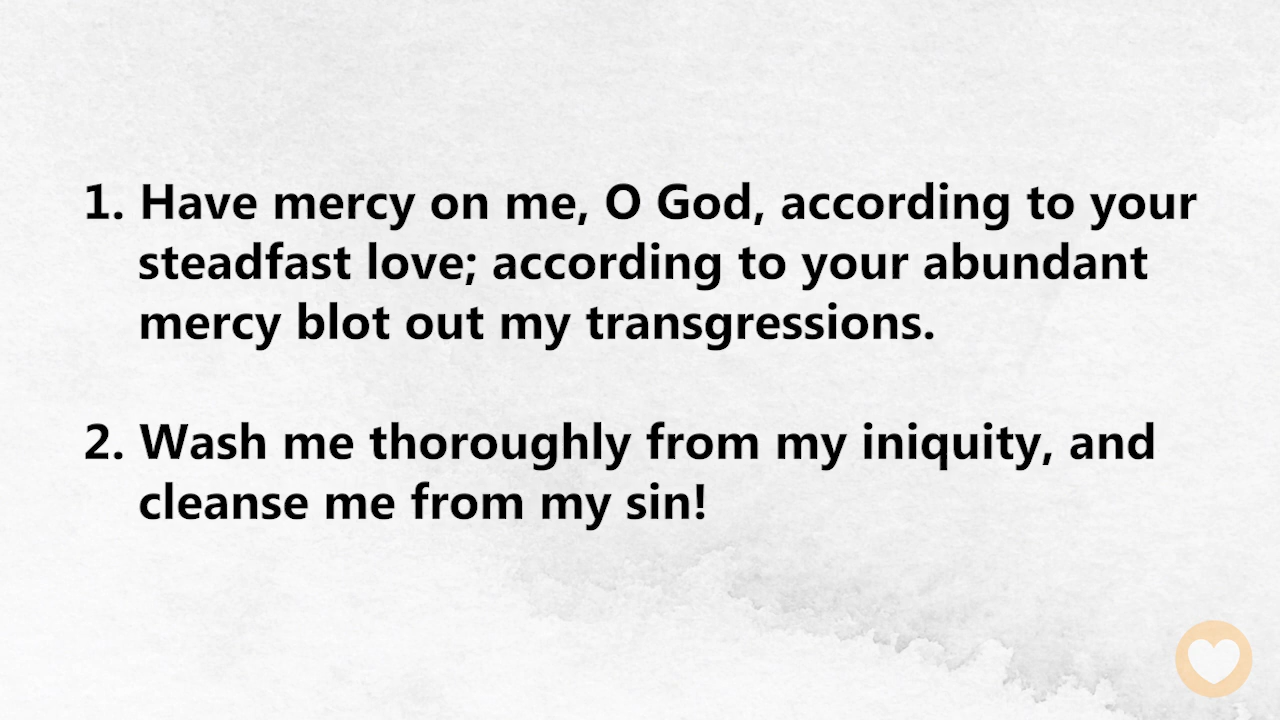 1. Have mercy on me, O God, according to your
steadfast love; according to your abundant
mercy blot out my transgressions.
2. Wash me thoroughly from my iniquity, and
cleanse me from my sin!